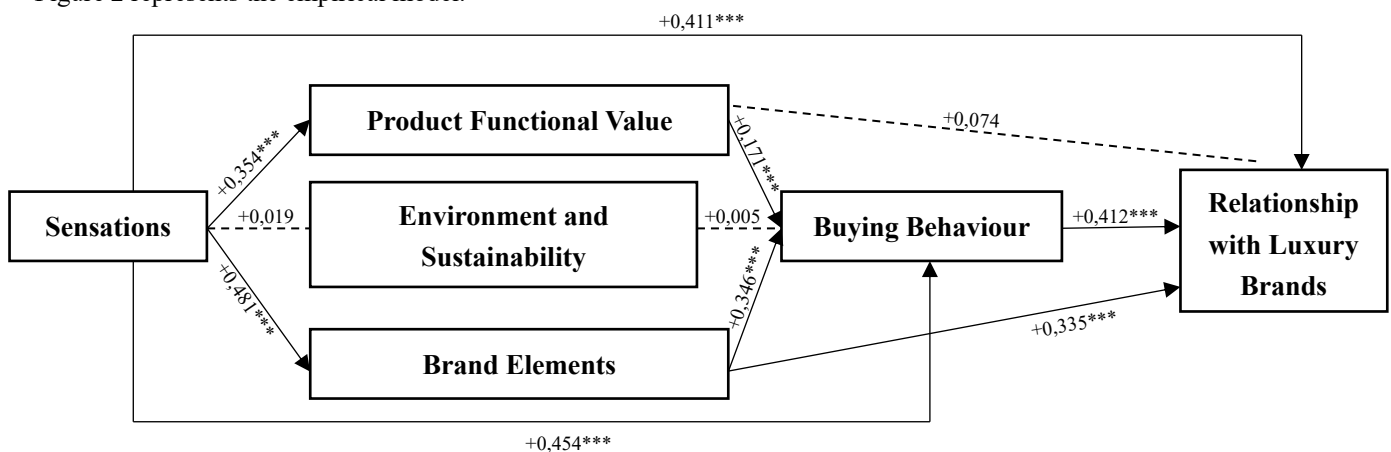 Figure 2 represents the empirical model.
+0,411***
Product Functional Value
+0,074
+0,354***
+0,171***
Sensations
+0,019
Environment and
Sustainability
+0,005
Buying Behaviour
+0,412***
Relationship
with Luxury
Brands
+0,481***
+0,346***
+0,335***
Brand Elements
+0,454***